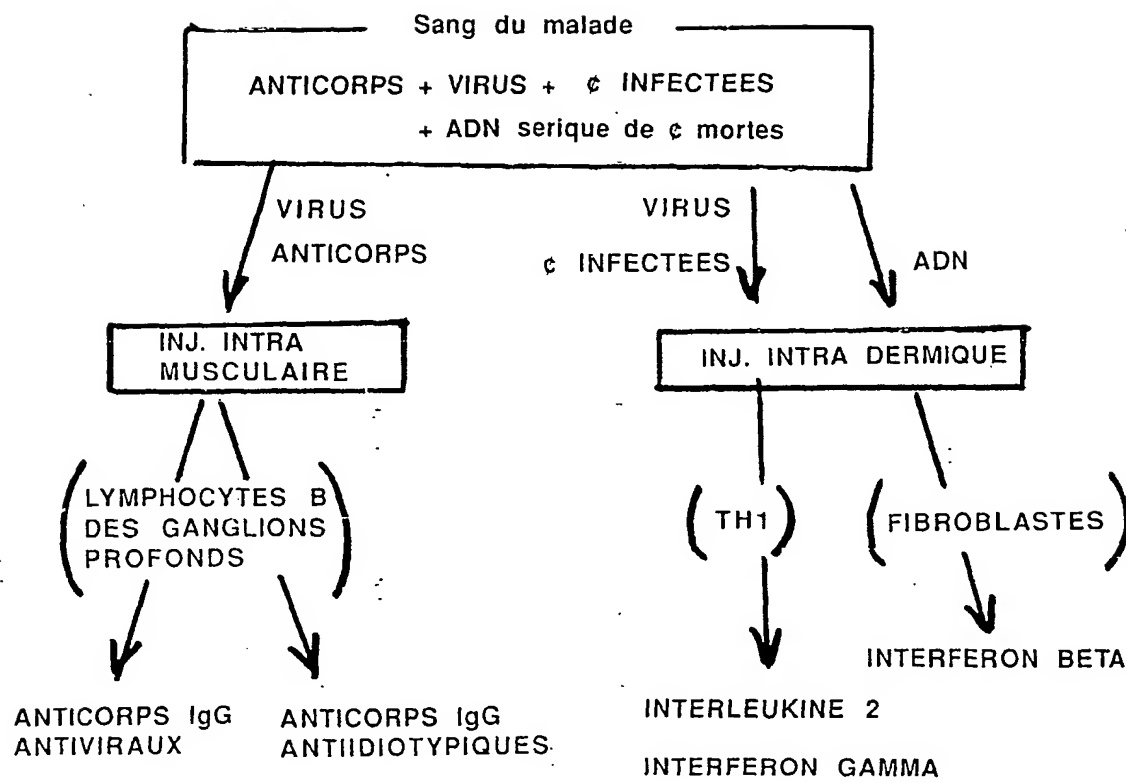 Sang du malade
ANTICORPS + VIRUS + ¢ INFECTEES
+ ADN serique de ¢ mortes
VIRUS
ANTICORPS
VIRUS
¢ INFECTEES
ADN
INJ. INTRA
MUSCULAIRE
INJ. INTRA DERMIQUE
(LYMPHOCYTES B
DES GANGLIONS
PROFONDS)
(TH1)
(FIBROBLASTES)
ANTICORPS IgG
ANTIVIRAUX
ANTICORPS IgG
ANTIIDIOTYPIQUES
INTERLEUKINE 2
INTERFERON GAMMA
INTERFERON BETA